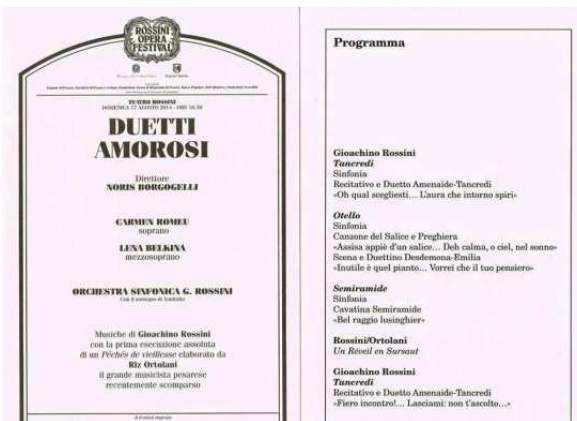 ROSSINI
OPERA
FESTIVAL
TEATRO ROSSINI
DOMENICA 17 AGOSTO 2014 - ORE 16.30
DUETTI
AMOROSI
Direttore
NORIS BORGOGELLI
CARMEN ROMEU
soprano
LENA BELKINA
mezzosoprano
ORCHESTRA SINFONICA G. ROSSINI
Musiche di Gioachino Rossini
con la prima esecuzione assoluta
di un Péchés de vieillesse elaborato da
Riz Ortolani
il grande musicista pesarese
recentemente scomparso
Programma
Gioachino Rossini
Tancredi
Sinfonia
Recitativo e Duetto Amenaide-Tancredi
«Oh qual scegliesti... L'aura che intorno spiri»
Otello
Sinfonia
Canzone del Salice e Preghiera
«Assisa appiè d'un salice... Deh calma, o ciel, nel sonno»
Scena e Duettino Desdemona-Emilia
«Inutile è quel pianto... Vorrei che il tuo pensiero»
Semiramide
Sinfonia
Cavatina Semiramide
«Bel raggio lusinghier»
Rossini/Ortolani
Un Réveil en Sursaut
Gioachino Rossini
Tancredi
Recitativo e Duetto Amenaide-Tancredi
«Fiero incontro!... Lasciami: non t'ascolto...»